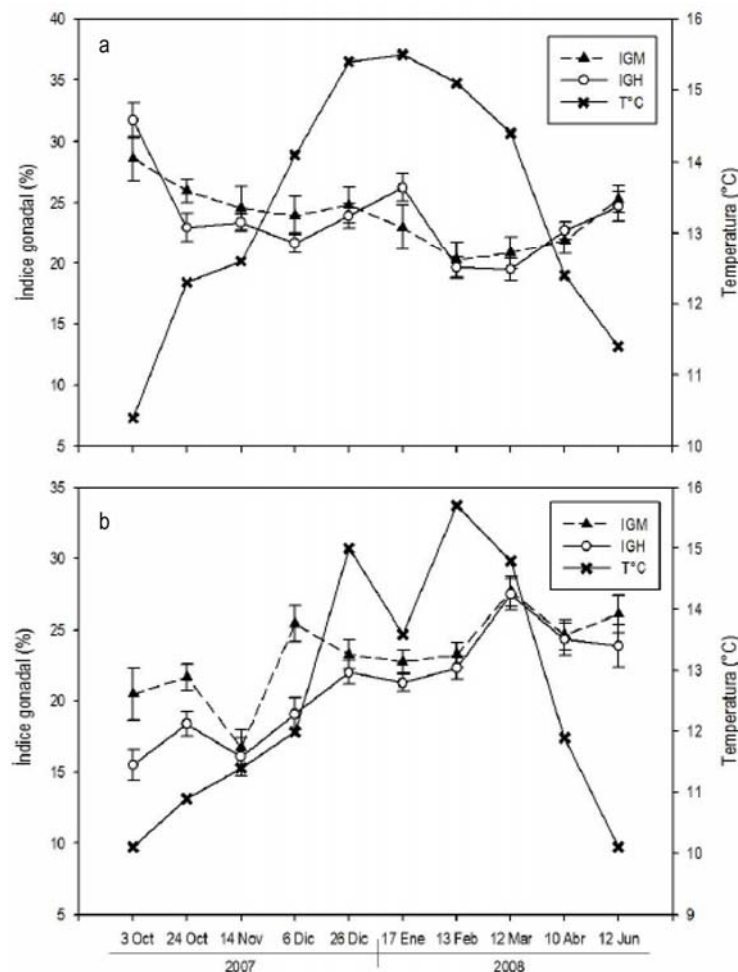 a
40
35
30
25
20
15
10
5
Índice gonadal (%)
IGM
IGH
T°C
16
15
14
13
12
11
10
Temperatura (°C)
b
35
30
25
20
15
10
5
Índice gonadal (%)
IGM
IGH
T°C
16
15
14
13
12
11
10
9
Temperatura (°C)
3 Oct 24 Oct 14 Nov 6 Dic 26 Dic 17 Ene 13 Feb 12 Mar 10 Abr 12 Jun
2007 2008